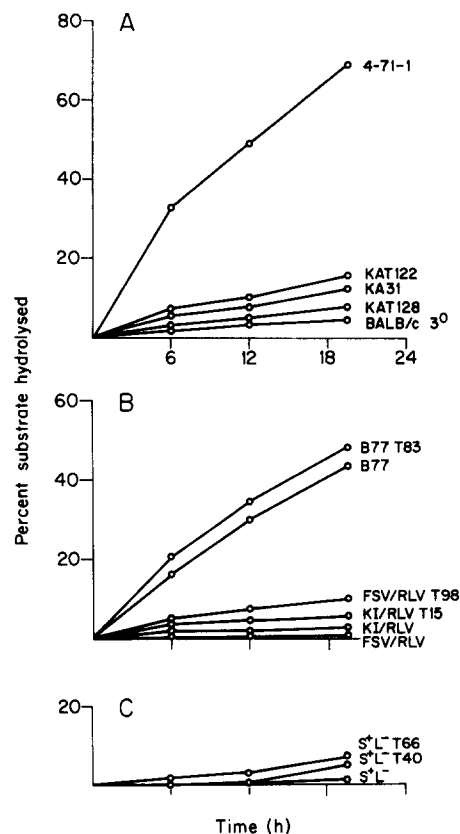 A
80
60
40
20
4-71-1
KAT122
KA31
KAT128
BALB/c 3⁰
6
12
18
24
Percent substrate hydrolysed
B
60
40
20
B77 T83
B77
FSV/RLV T98
KI/RLV T15
KI/RLV
FSV/RLV
C
20
S⁺L⁻ T66
S⁺L⁻ T40
S⁺L⁻
Time (h)